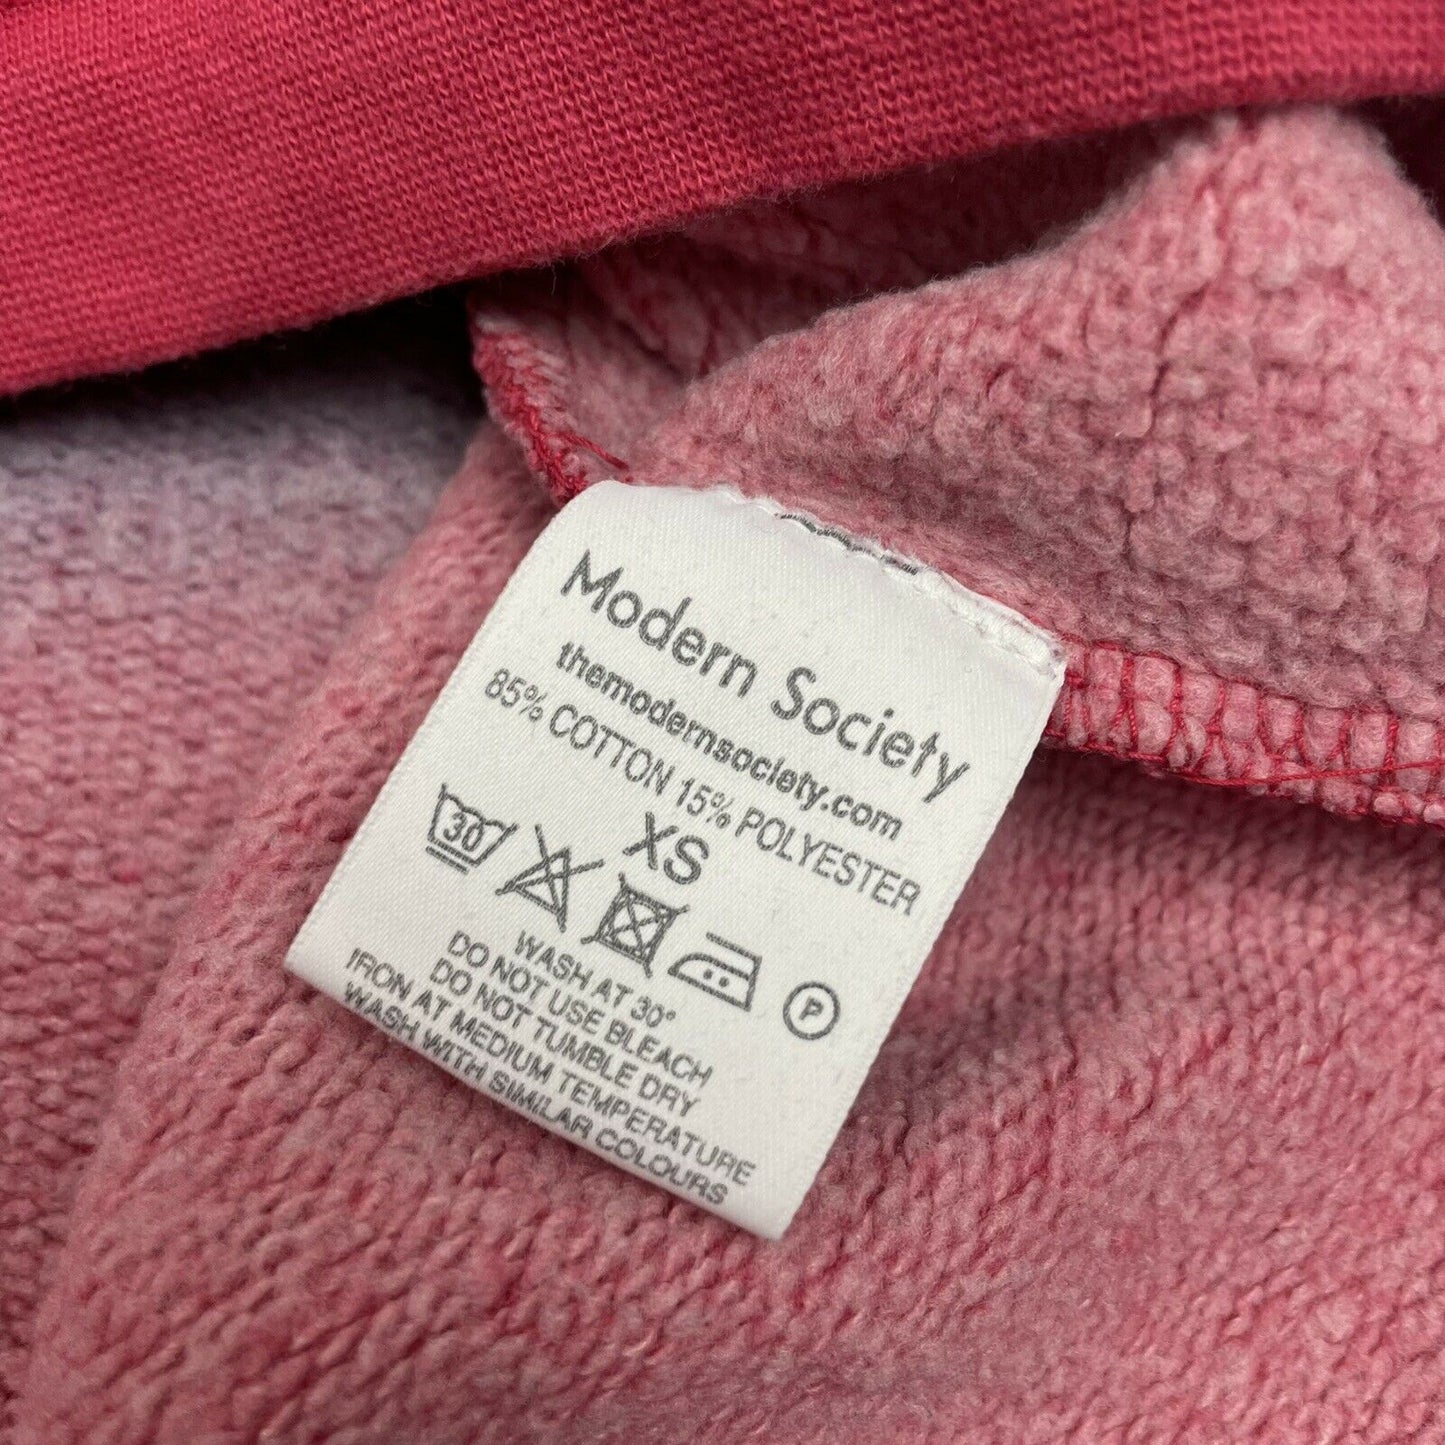 Modern Society
themodernsociety.com
85% COTTON 15% POLYESTER
XS
30
P
WASH AT 30°
DO NOT USE BLEACH
DO NOT TUMBLE DRY
IRON AT MEDIUM TEMPERATURE
WASH WITH SIMILAR COLOURS